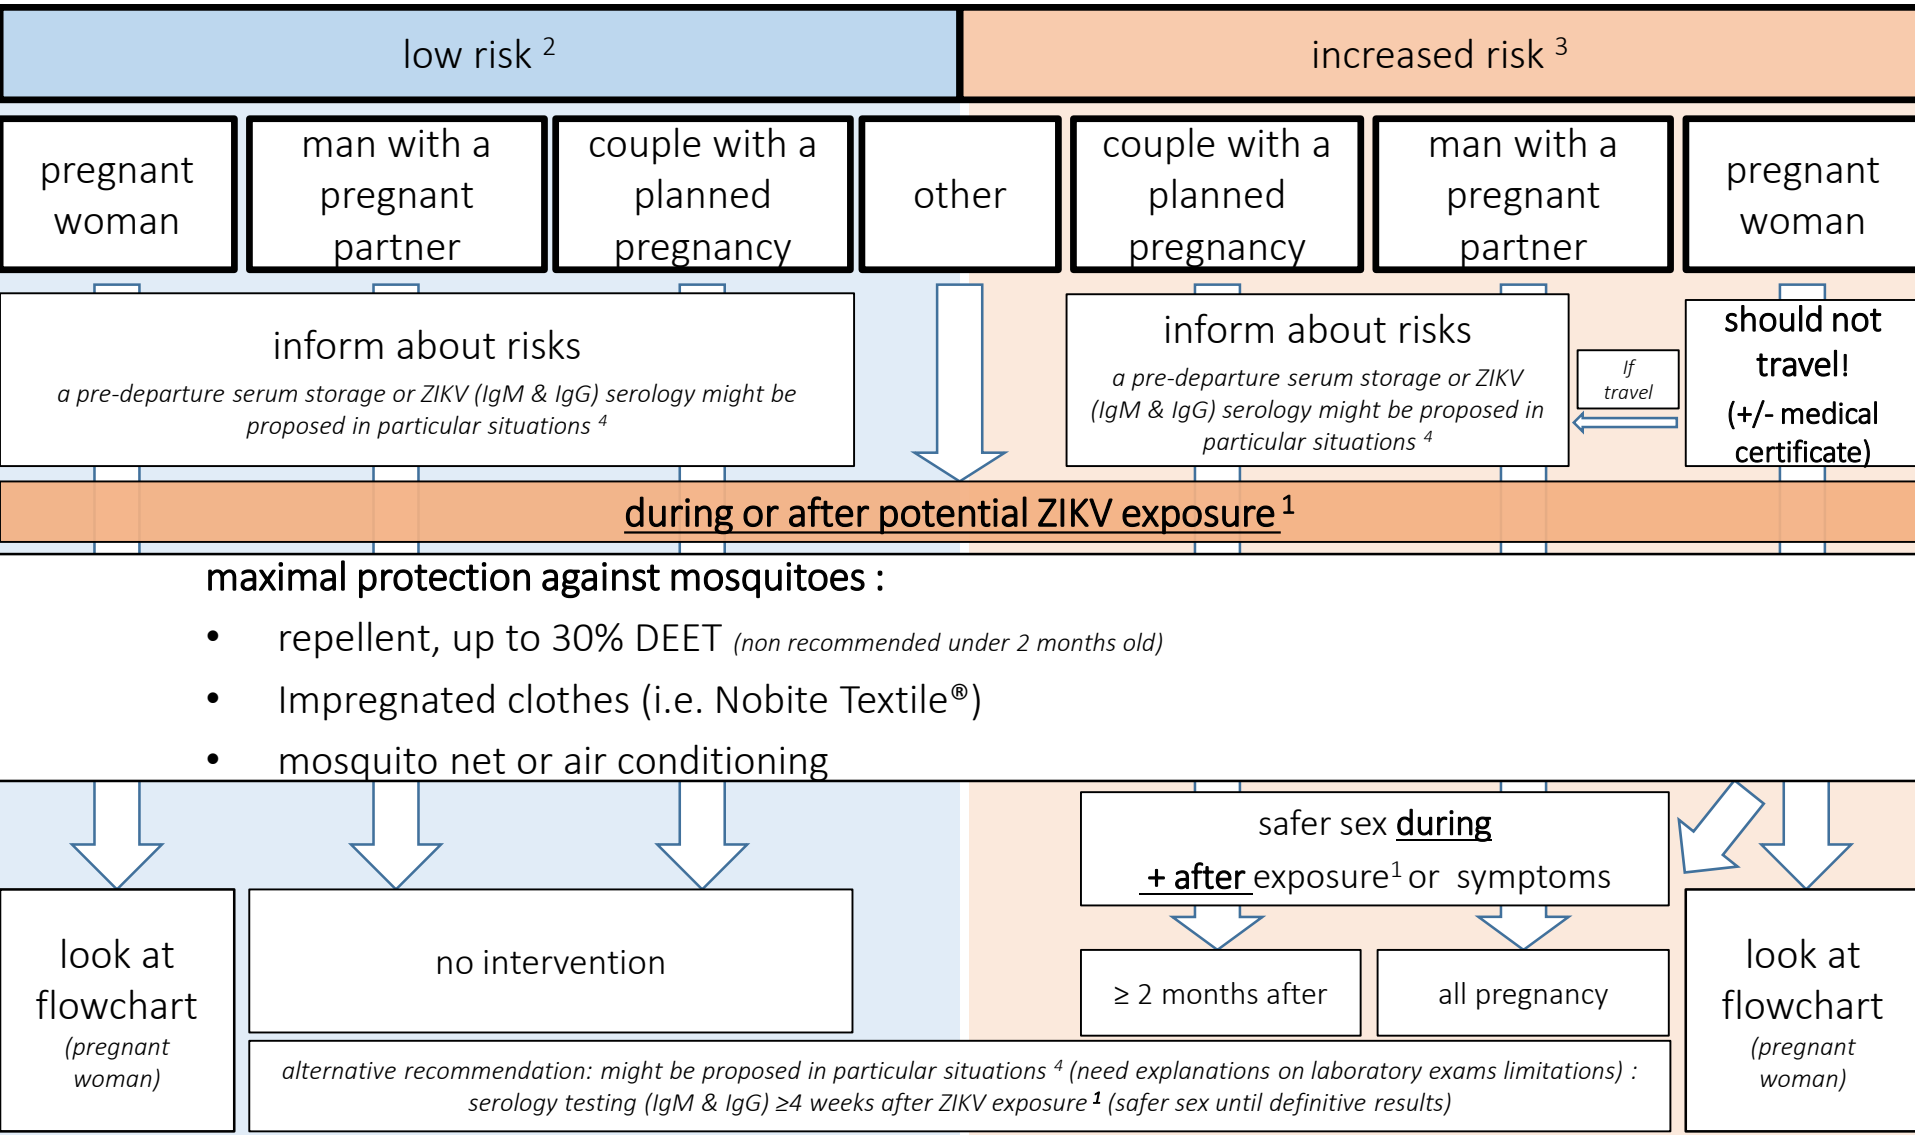 low risk ²
increased risk ³
pregnant
woman
man with a
pregnant
partner
couple with a
planned
pregnancy
other
couple with a
planned
pregnancy
man with a
pregnant
partner
pregnant
woman
inform about risks
a pre-departure serum storage or ZIKV (IgM & IgG) serology might be
proposed in particular situations ⁴
inform about risks
a pre-departure serum storage or ZIKV
(IgM & IgG) serology might be proposed in
particular situations ⁴
If
travel
should not
travel!
(+/- medical
certificate)
during or after potential ZIKV exposure ¹
maximal protection against mosquitoes :
• repellent, up to 30% DEET (non recommended under 2 months old)
• Impregnated clothes (i.e. Nobite Textile®)
• mosquito net or air conditioning
safer sex during
+ after exposure¹ or symptoms
look at
flowchart
(pregnant
woman)
no intervention
≥ 2 months after
all pregnancy
look at
flowchart
(pregnant
woman)
alternative recommendation: might be proposed in particular situations ⁴ (need explanations on laboratory exams limitations) :
serology testing (IgM & IgG) ≥4 weeks after ZIKV exposure ¹ (safer sex until definitive results)